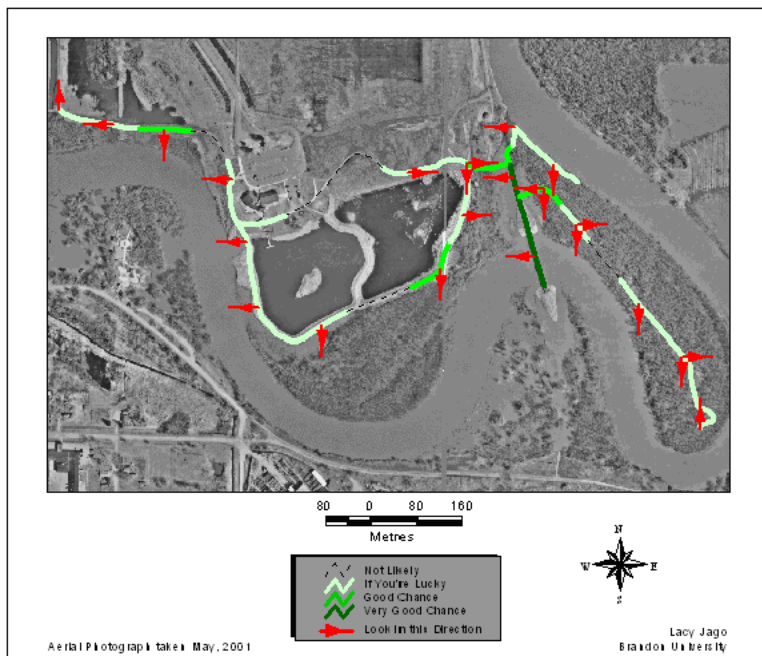 80 0 80 160
Metres
N
W E
S
Not Likely
If You're Lucky
Good Chance
Very Good Chance
Look in this Direction
Aerial Photograph taken May, 2001
Lacy Jago
Brandon University